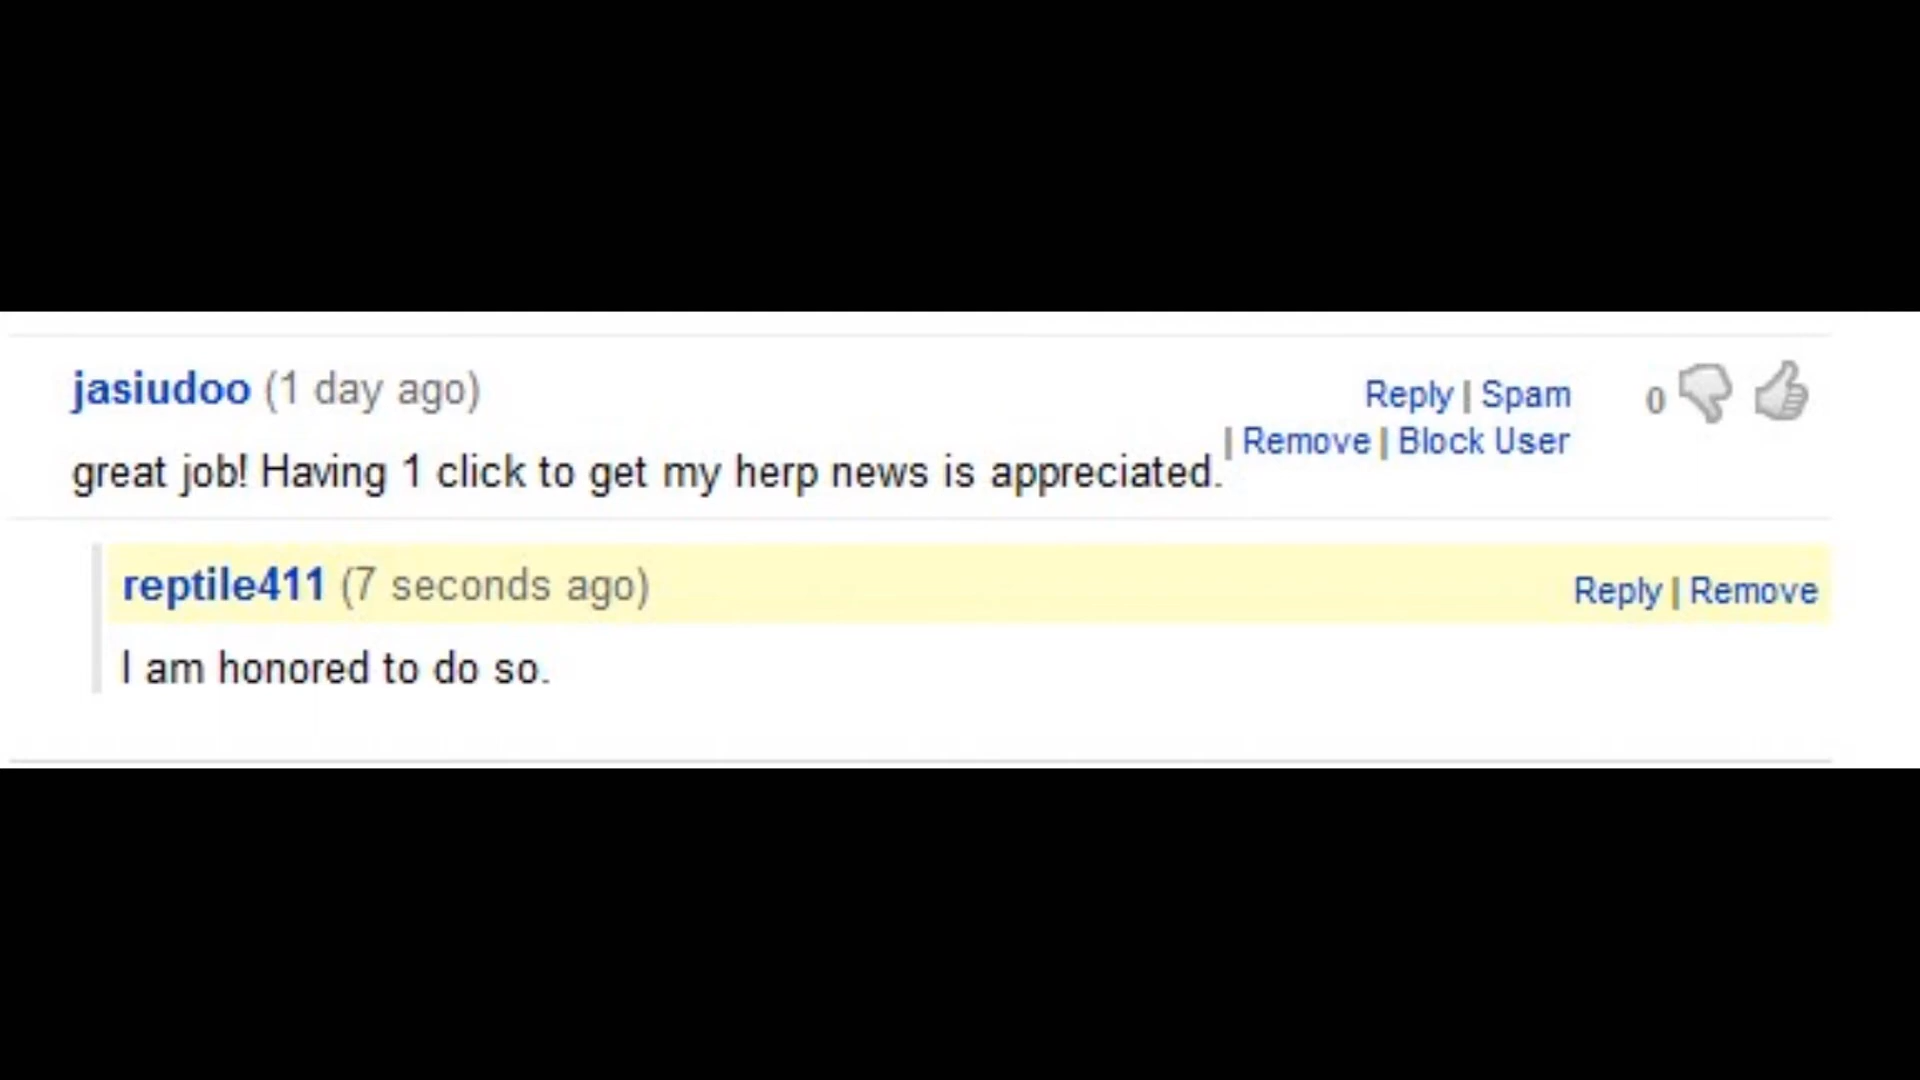 jasiudoo (1 day ago)
Reply | Spam
0
| Remove | Block User
great job! Having 1 click to get my herp news is appreciated.
reptile411 (7 seconds ago)
Reply | Remove
I am honored to do so.